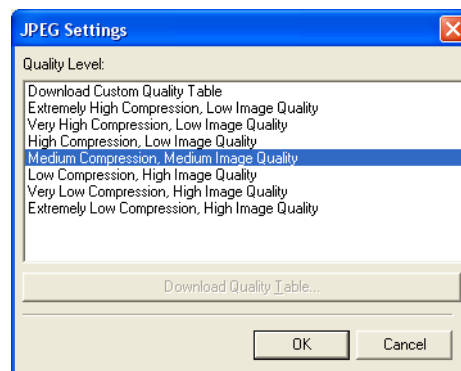 JPEG Settings
Quality Level:
Download Custom Quality Table
Extremely High Compression, Low Image Quality
Very High Compression, Low Image Quality
High Compression, Low Image Quality
Medium Compression, Medium Image Quality
Low Compression, High Image Quality
Very Low Compression, High Image Quality
Extremely Low Compression, High Image Quality
Download Quality Table...
OK
Cancel